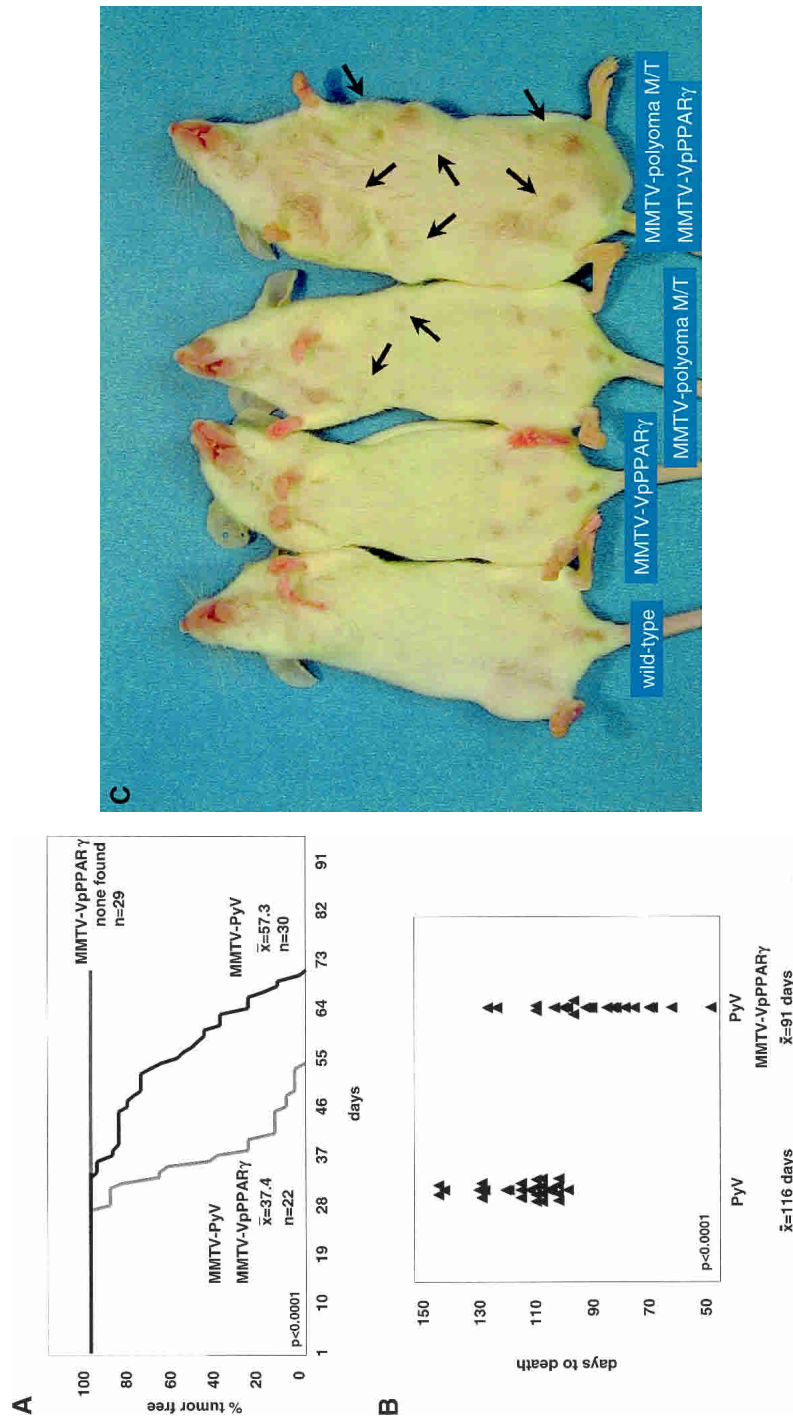 A
100
80
60
40
20
0
% tumor free
MMTV-VpPPARγ
none found
n=29
MMTV-PyV
x̄=57.3
n=30
MMTV-PyV
MMTV-VpPPARγ
x̄=37.4
n=22
p<0.0001
1 10 19 28 37 46 55 64 73 82 91
days
B
150
130
110
90
70
50
days to death
p<0.0001
PyV
x̄=116 days
PyV
MMTV-VpPPARγ
x̄=91 days
C
wild-type
MMTV-VpPPARγ
MMTV-polyoma M/T
MMTV-polyoma M/T
MMTV-VpPPARγ